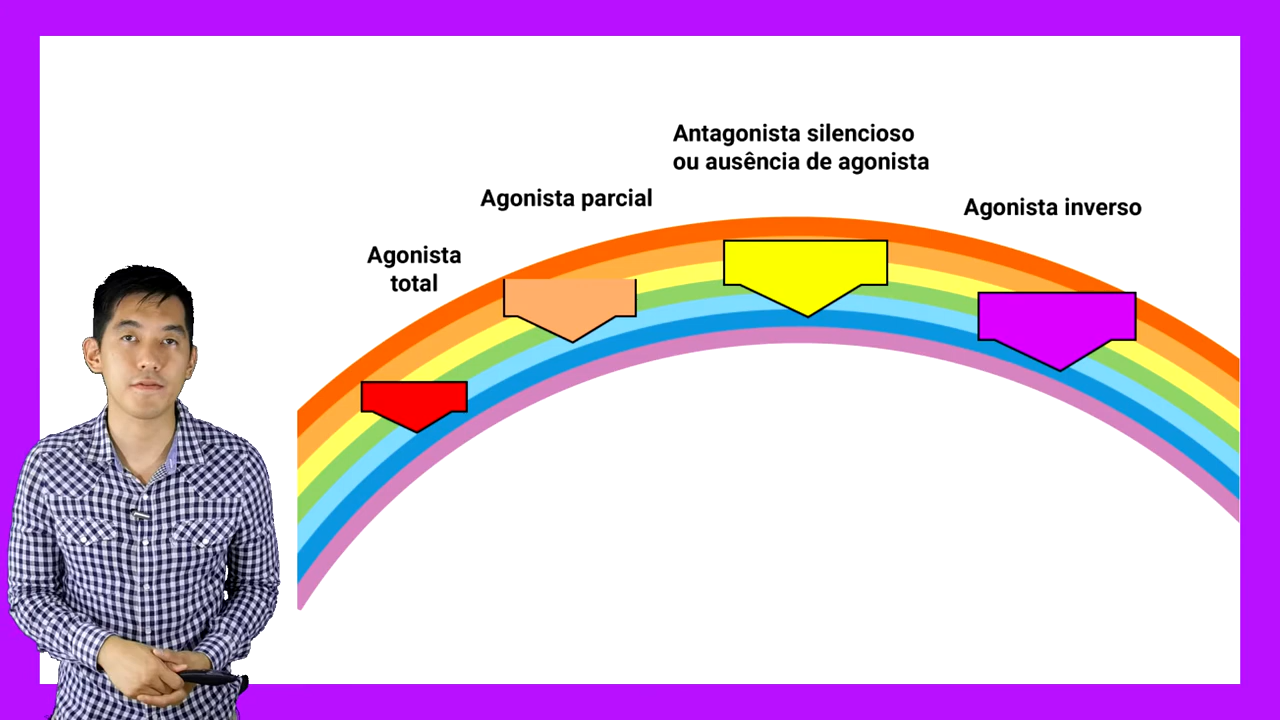 Antagonista silencioso
ou ausência de agonista
Agonista parcial
Agonista inverso
Agonista
total